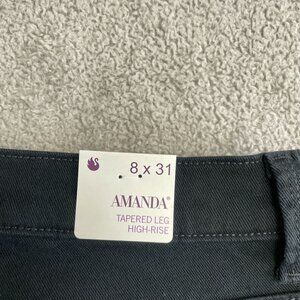 8 x 31
AMANDA®
TAPERED LEG
HIGH-RISE